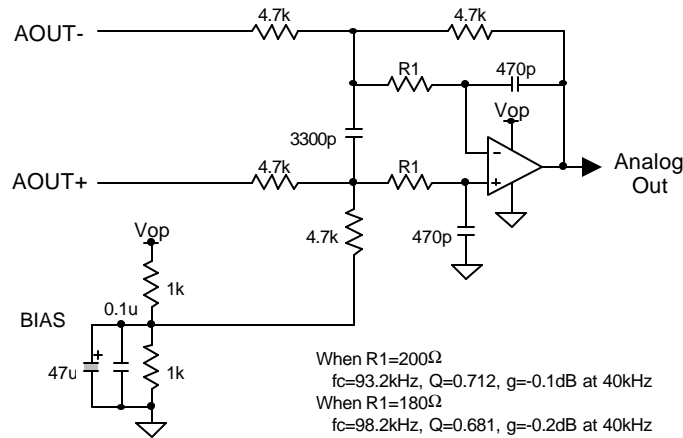 4.7k
4.7k
AOUT-
R1
470p
Vop
3300p
-
4.7k
R1
+
Analog
Out
AOUT+
Vop
4.7k
470p
1k
0.1u
BIAS
+
47u
1k
When R1=200Ω
fc=93.2kHz, Q=0.712, g=-0.1dB at 40kHz
When R1=180Ω
fc=98.2kHz, Q=0.681, g=-0.2dB at 40kHz